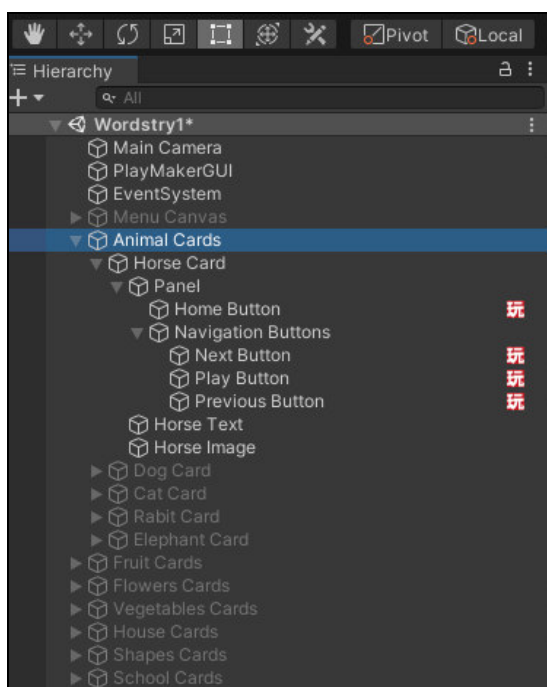 Pivot Local
Hierarchy
All
Wordstry1*
Main Camera
PlayMakerGUI
EventSystem
Menu Canvas
Animal Cards
Horse Card
Panel
Home Button 玩
Navigation Buttons
Next Button 玩
Play Button 玩
Previous Button 玩
Horse Text
Horse Image
Dog Card
Cat Card
Rabit Card
Elephant Card
Fruit Cards
Flowers Cards
Vegetables Cards
House Cards
Shapes Cards
School Cards